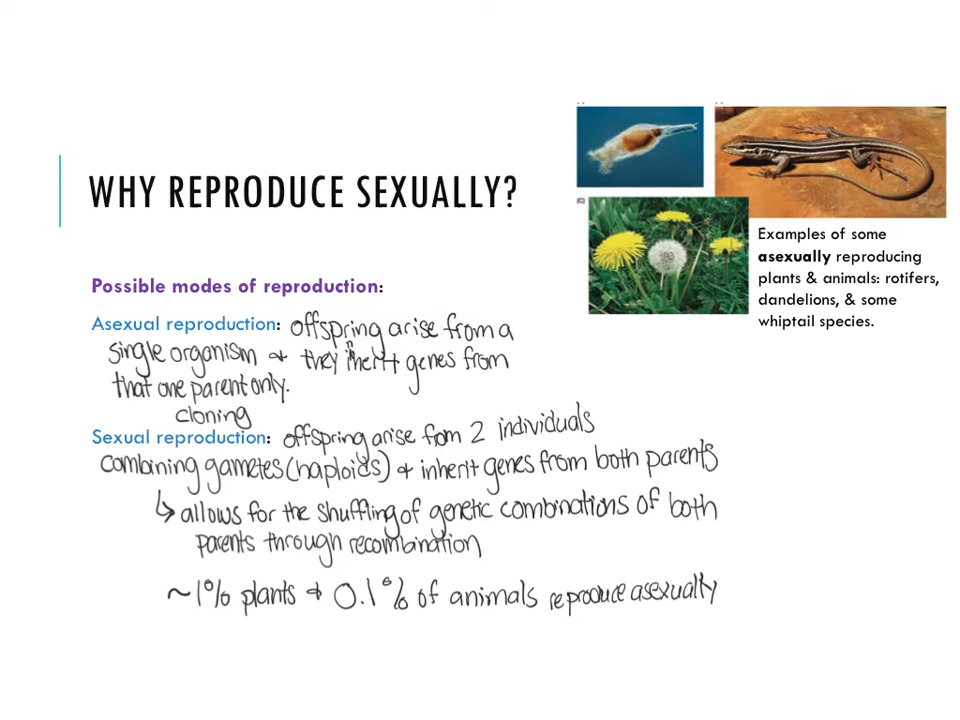 WHY REPRODUCE SEXUALLY?
(C)
Examples of some
asexually reproducing
plants & animals: rotifers,
dandelions, & some
whiptail species.
Possible modes of reproduction:
Asexual reproduction: offspring arise from a
single organism + they inherit genes from
that one parent only.
cloning
Sexual reproduction: offspring arise from 2 individuals
combining gametes (haploids) + inherit genes from both parents
↳ allows for the shuffling of genetic combinations of both
parents through recombination
~1% plants + 0.1% of animals reproduce asexually